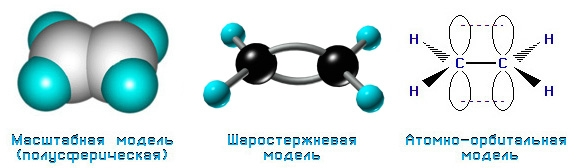 H H
C C
H H
Масштабная модель
(полусферическая)
Шаростержневая
модель
Атомно-орбитальная
модель